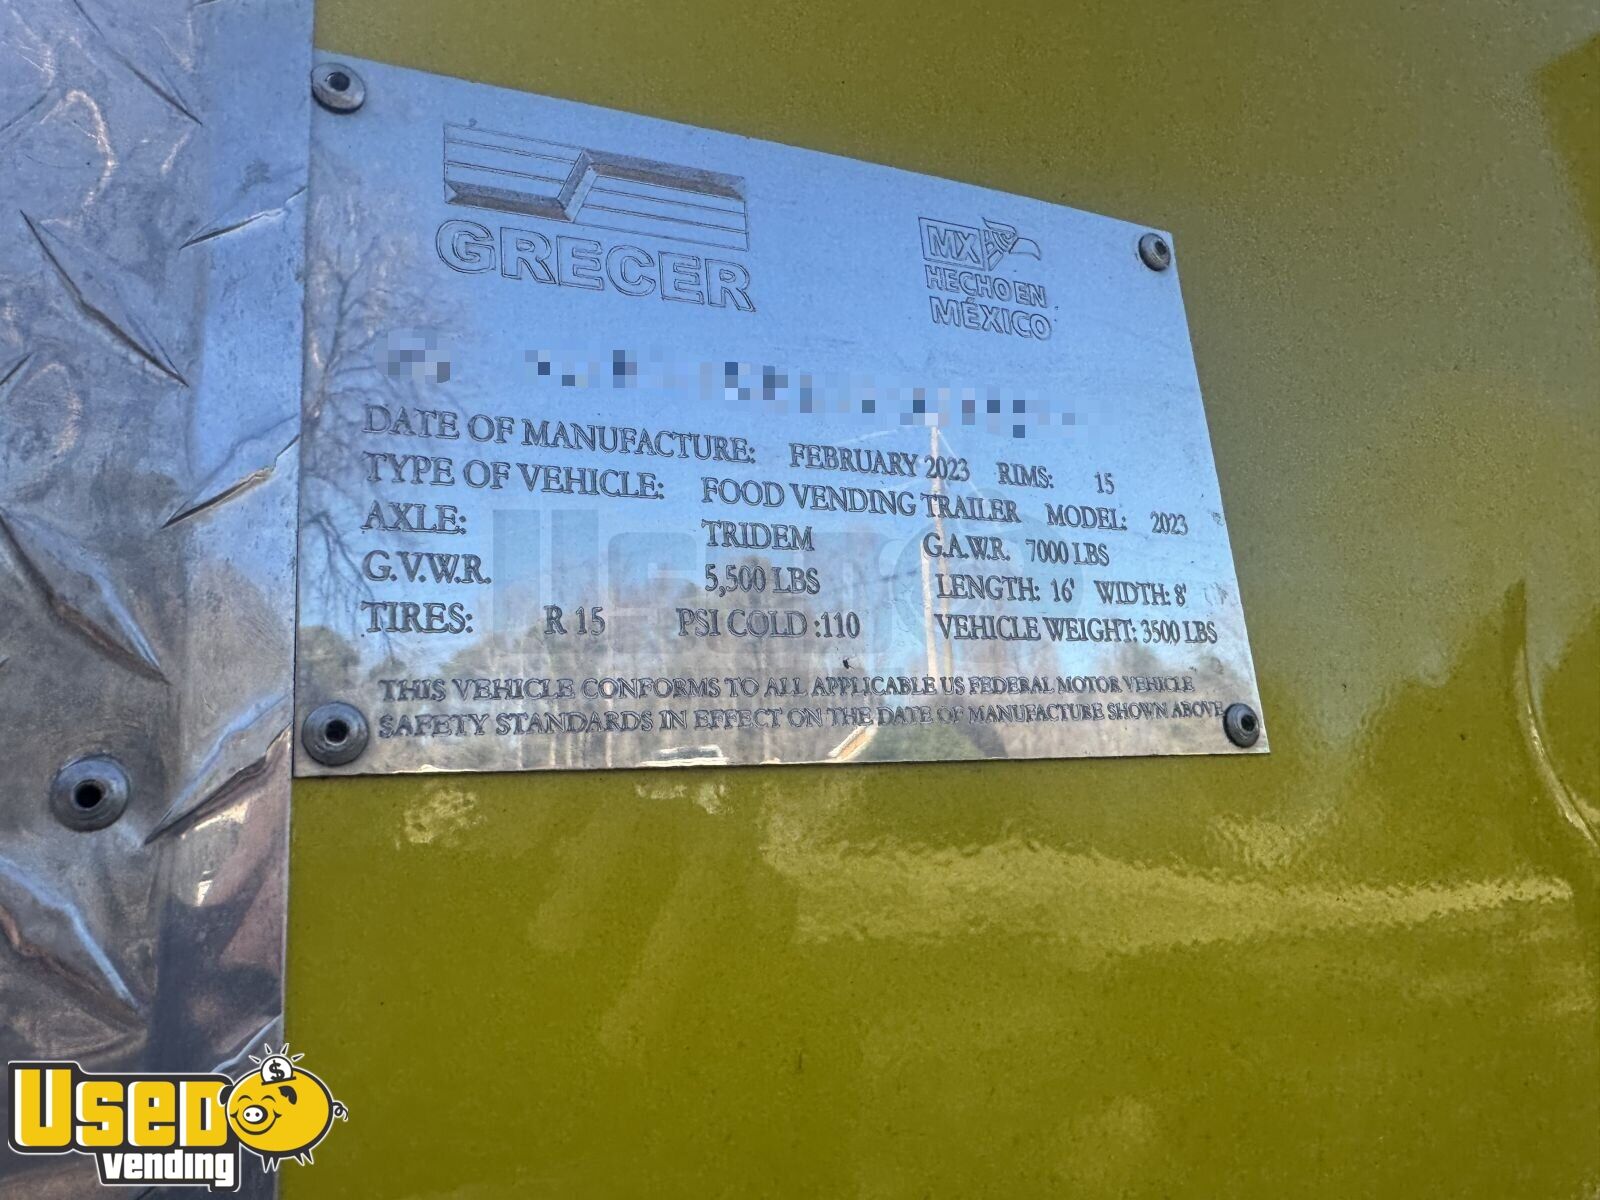 GRECER
MX
HECHO EN
MÉXICO
DATE OF MANUFACTURE: FEBRUARY 2023 RIMS: 15
TYPE OF VEHICLE: FOOD VENDING TRAILER MODEL: 2023
AXLE: TRIDEM G.A.W.R. 7000 LBS
G.V.W.R. 5,500 LBS LENGTH: 16' WIDTH: 8'
TIRES: R 15 PSI COLD :110 VEHICLE WEIGHT: 3500 LBS
THIS VEHICLE CONFORMS TO ALL APPLICABLE US FEDERAL MOTOR VEHICLE
SAFETY STANDARDS IN EFFECT ON THE DATE OF MANUFACTURE SHOWN ABOVE
USED
vending